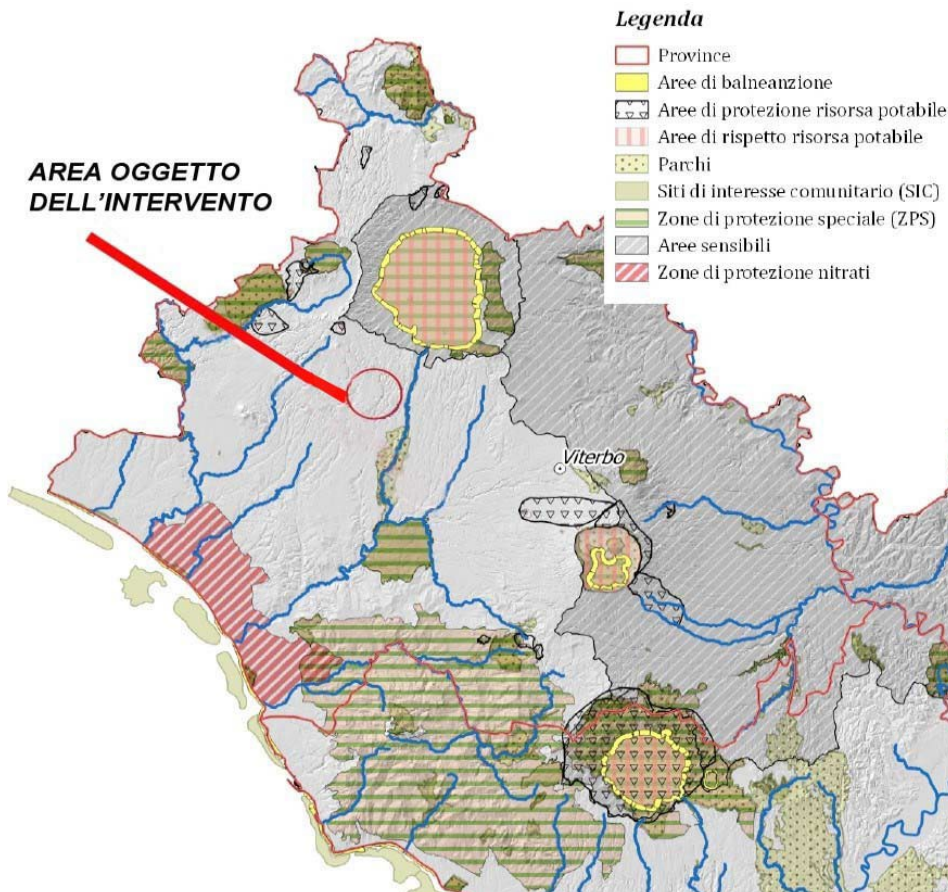 Legenda
Province
Aree di balneanzione
Aree di protezione risorsa potabile
Aree di rispetto risorsa potabile
Parchi
Siti di interesse comunitario (SIC)
Zone di protezione speciale (ZPS)
Aree sensibili
Zone di protezione nitrati
AREA OGGETTO
DELL'INTERVENTO
Viterbo